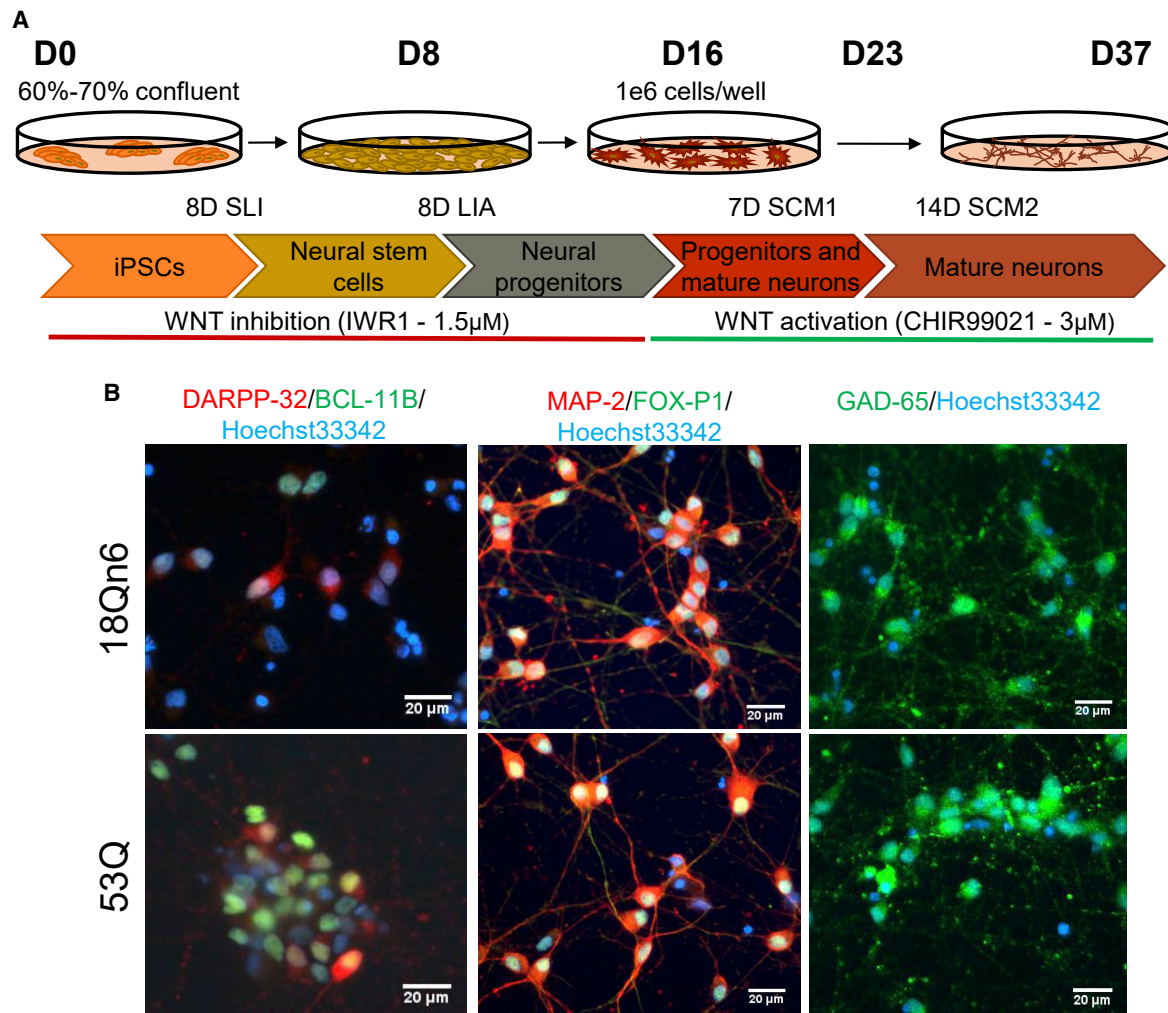 A
D0 D8 D16 D23 D37
60%-70% confluent 1e6 cells/well
8D SLI 8D LIA 7D SCM1 14D SCM2
iPSCs
Neural stem
cells
Neural
progenitors
Progenitors and
mature neurons
Mature neurons
WNT inhibition (IWR1 - 1.5µM) WNT activation (CHIR99021 - 3µM)
B
DARPP-32/BCL-11B/
Hoechst33342
MAP-2/FOX-P1/
Hoechst33342
GAD-65/Hoechst33342
18Qn6
20 µm
20 µm
20 µm
53Q
20 µm
20 µm
20 µm